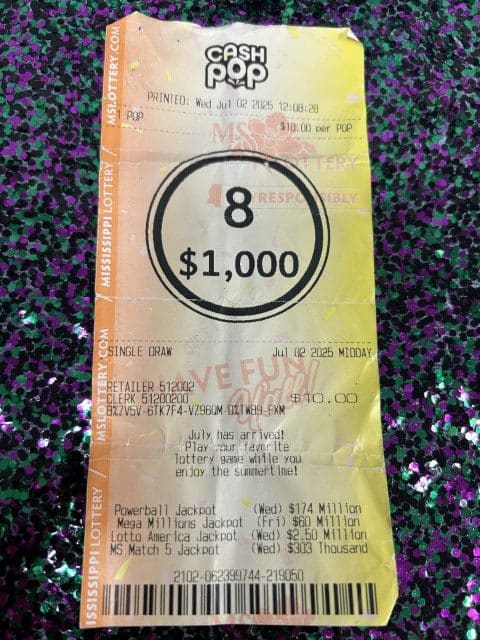 CASH
POP
PRINTED: Wed Jul 02 2025 12:08:20
1 POP
$10.00 per POP
MS
LOTTERY
PLAY RESPONSIBLY
8
$1,000
SINGLE DRAW
Jul 02 2025 MIDDAY
HAVE FUN
Y'all!
RETAILER 512002
CLERK 51200200
$10.00
July has arrived!
Play your favorite
lottery game while you
enjoy the summertime!
Powerball Jackpot (Wed) $174 Million
Mega Millions Jackpot (Fri) $60 Million
Lotto America Jackpot (Wed) $2.50 Million
MS Match 5 Jackpot (Wed) $303 Thousand
2102-062399744-219050
MISSISSIPPI LOTTERY / MSLOTTERY.COM / MISSISSIPPI LOTTERY / MSLOTTERY.COM